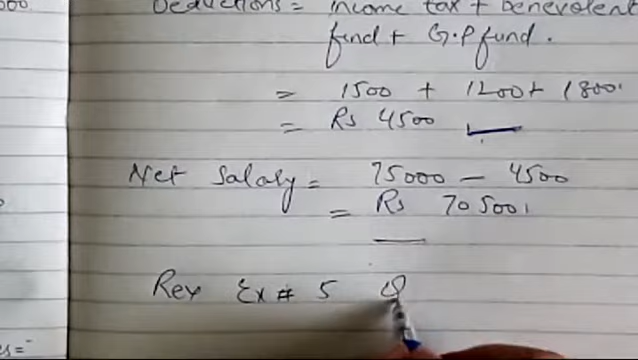 000
Deductions = income tax + benevolent
fund + G.P fund.
= 1500 + 1200 + 1800
= Rs 4500
Net Salary = 75000 - 4500
= Rs 70500
Rev Ex # 5 Q